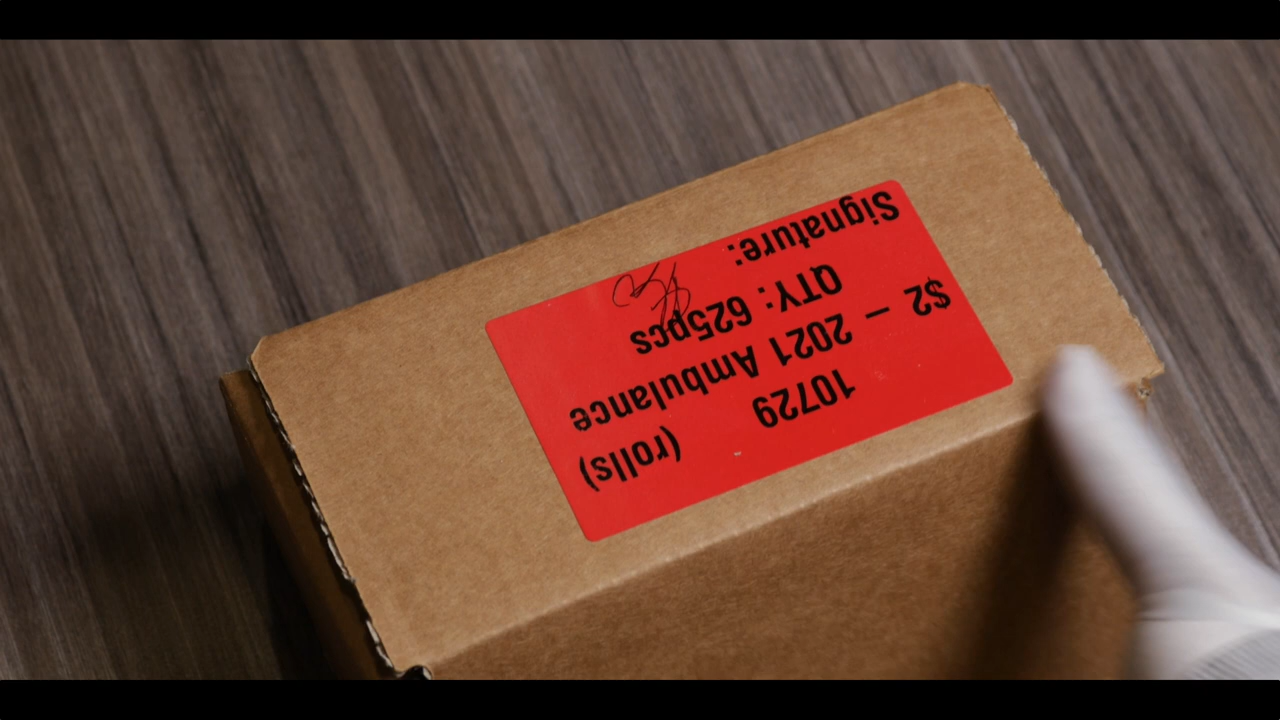 10729 (rolls)
$2 – 2021 Ambulance
QTY: 625pcs
Signature: